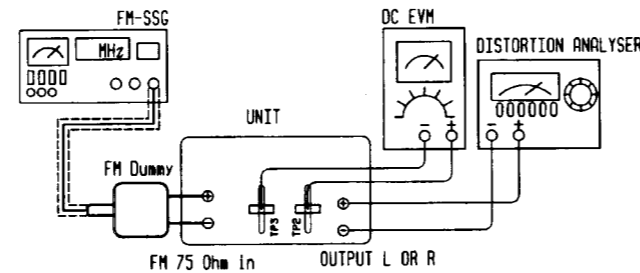 FM-SSG
MHz
DC EVM
DISTORTION ANALYSER
UNIT
FM Dummy
TP3
TP2
FM 75 Ohm in
OUTPUT L OR R